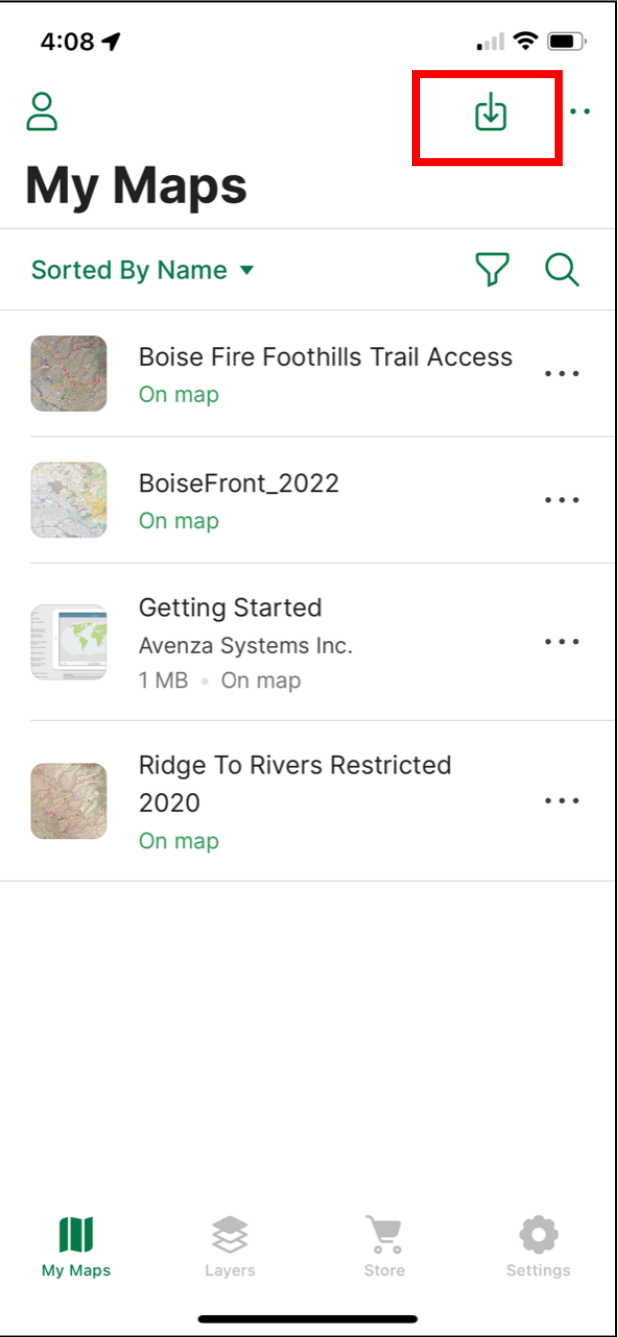 4:08
My Maps
Sorted By Name
Boise Fire Foothills Trail Access
On map
BoiseFront_2022
On map
Getting Started
Avenza Systems Inc.
1 MB • On map
Ridge To Rivers Restricted
2020
On map
My Maps
Layers
Store
Settings